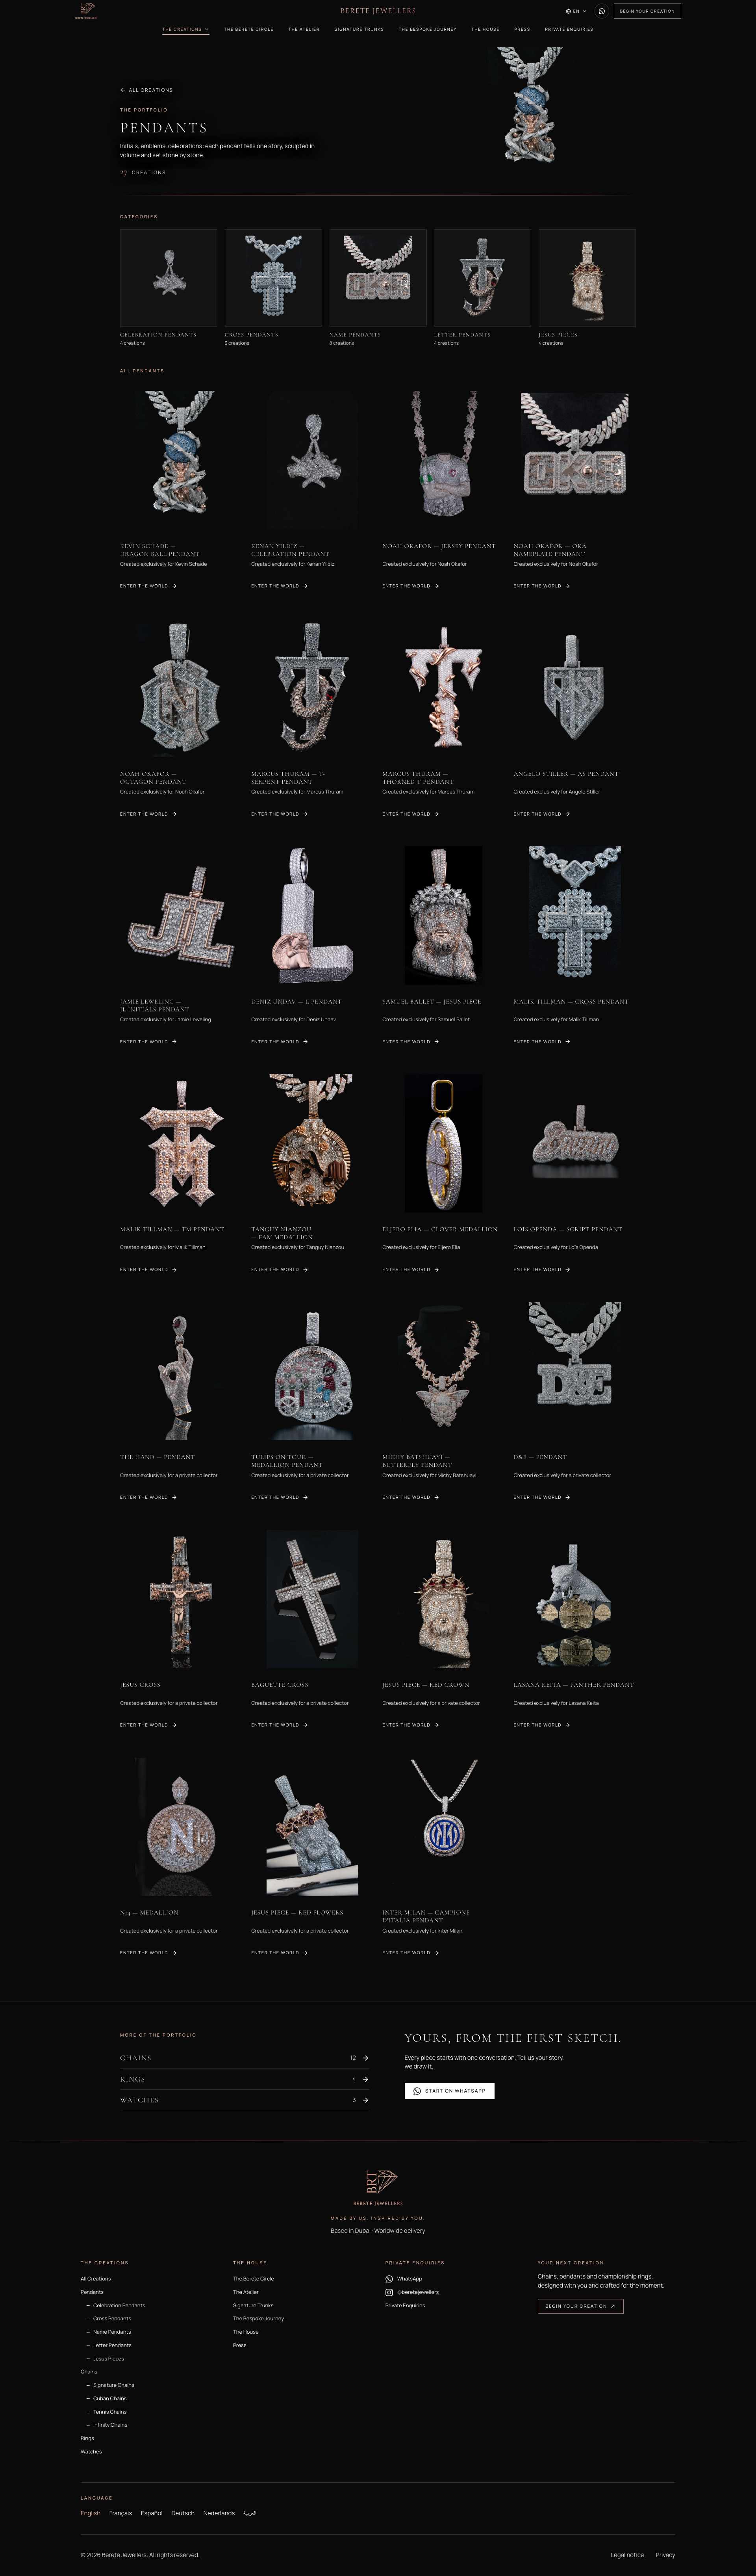 BERETE JEWELLERS
BERETE JEWELLERS
EN
BEGIN YOUR CREATION
THE CREATIONS
THE BERETE CIRCLE
THE ATELIER
SIGNATURE TRUNKS
THE BESPOKE JOURNEY
THE HOUSE
PRESS
PRIVATE ENQUIRIES
ALL CREATIONS
THE PORTFOLIO
PENDANTS
Initials, emblems, celebrations: each pendant tells one story, sculpted in
volume and set stone by stone.
27 CREATIONS
CATEGORIES
CELEBRATION PENDANTS
4 creations
CROSS PENDANTS
3 creations
NAME PENDANTS
8 creations
LETTER PENDANTS
4 creations
JESUS PIECES
4 creations
ALL PENDANTS
KEVIN SCHADE —
DRAGON BALL PENDANT
Created exclusively for Kevin Schade
ENTER THE WORLD
KENAN YILDIZ —
CELEBRATION PENDANT
Created exclusively for Kenan Yildiz
ENTER THE WORLD
NOAH OKAFOR — JERSEY PENDANT
Created exclusively for Noah Okafor
ENTER THE WORLD
NOAH OKAFOR — OKA
NAMEPLATE PENDANT
Created exclusively for Noah Okafor
ENTER THE WORLD
NOAH OKAFOR —
OCTAGON PENDANT
Created exclusively for Noah Okafor
ENTER THE WORLD
MARCUS THURAM — T-
SERPENT PENDANT
Created exclusively for Marcus Thuram
ENTER THE WORLD
MARCUS THURAM —
THORNED T PENDANT
Created exclusively for Marcus Thuram
ENTER THE WORLD
ANGELO STILLER — AS PENDANT
Created exclusively for Angelo Stiller
ENTER THE WORLD
JAMIE LEWELING —
JL INITIALS PENDANT
Created exclusively for Jamie Leweling
ENTER THE WORLD
DENIZ UNDAV — L PENDANT
Created exclusively for Deniz Undav
ENTER THE WORLD
SAMUEL BALLET — JESUS PIECE
Created exclusively for Samuel Ballet
ENTER THE WORLD
MALIK TILLMAN — CROSS PENDANT
Created exclusively for Malik Tillman
ENTER THE WORLD
MALIK TILLMAN — TM PENDANT
Created exclusively for Malik Tillman
ENTER THE WORLD
TANGUY NIANZOU
— FAM MEDALLION
Created exclusively for Tanguy Nianzou
ENTER THE WORLD
ELJERO ELIA — CLOVER MEDALLION
Created exclusively for Eljero Elia
ENTER THE WORLD
LOÏS OPENDA — SCRIPT PENDANT
Created exclusively for Loïs Openda
ENTER THE WORLD
THE HAND — PENDANT
Created exclusively for a private collector
ENTER THE WORLD
TULIPS ON TOUR —
MEDALLION PENDANT
Created exclusively for a private collector
ENTER THE WORLD
MICHY BATSHUAYI —
BUTTERFLY PENDANT
Created exclusively for Michy Batshuayi
ENTER THE WORLD
D&E
D&E — PENDANT
Created exclusively for a private collector
ENTER THE WORLD
JESUS CROSS
Created exclusively for a private collector
ENTER THE WORLD
BAGUETTE CROSS
Created exclusively for a private collector
ENTER THE WORLD
JESUS PIECE — RED CROWN
Created exclusively for a private collector
ENTER THE WORLD
LASANA KEITA — PANTHER PENDANT
Created exclusively for Lasana Keita
ENTER THE WORLD
N14 — MEDALLION
Created exclusively for a private collector
ENTER THE WORLD
JESUS PIECE — RED FLOWERS
Created exclusively for a private collector
ENTER THE WORLD
INTER MILAN — CAMPIONE
D'ITALIA PENDANT
Created exclusively for Inter Milan
ENTER THE WORLD
MORE OF THE PORTFOLIO
CHAINS 12
RINGS 4
WATCHES 3
YOURS, FROM THE FIRST SKETCH.
Every piece starts with one conversation. Tell us your story,
we draw it.
START ON WHATSAPP
BRT
BERETE JEWELLERS
MADE BY US. INSPIRED BY YOU.
Based in Dubai · Worldwide delivery
THE CREATIONS
All Creations
Pendants
— Celebration Pendants
— Cross Pendants
— Name Pendants
— Letter Pendants
— Jesus Pieces
Chains
— Signature Chains
— Cuban Chains
— Tennis Chains
— Infinity Chains
Rings
Watches
THE HOUSE
The Berete Circle
The Atelier
Signature Trunks
The Bespoke Journey
The House
Press
PRIVATE ENQUIRIES
WhatsApp
@beretejewellers
Private Enquiries
YOUR NEXT CREATION
Chains, pendants and championship rings,
designed with you and crafted for the moment.
BEGIN YOUR CREATION
LANGUAGE
English Français Español Deutsch Nederlands العربية
© 2026 Berete Jewellers. All rights reserved.
Legal notice Privacy